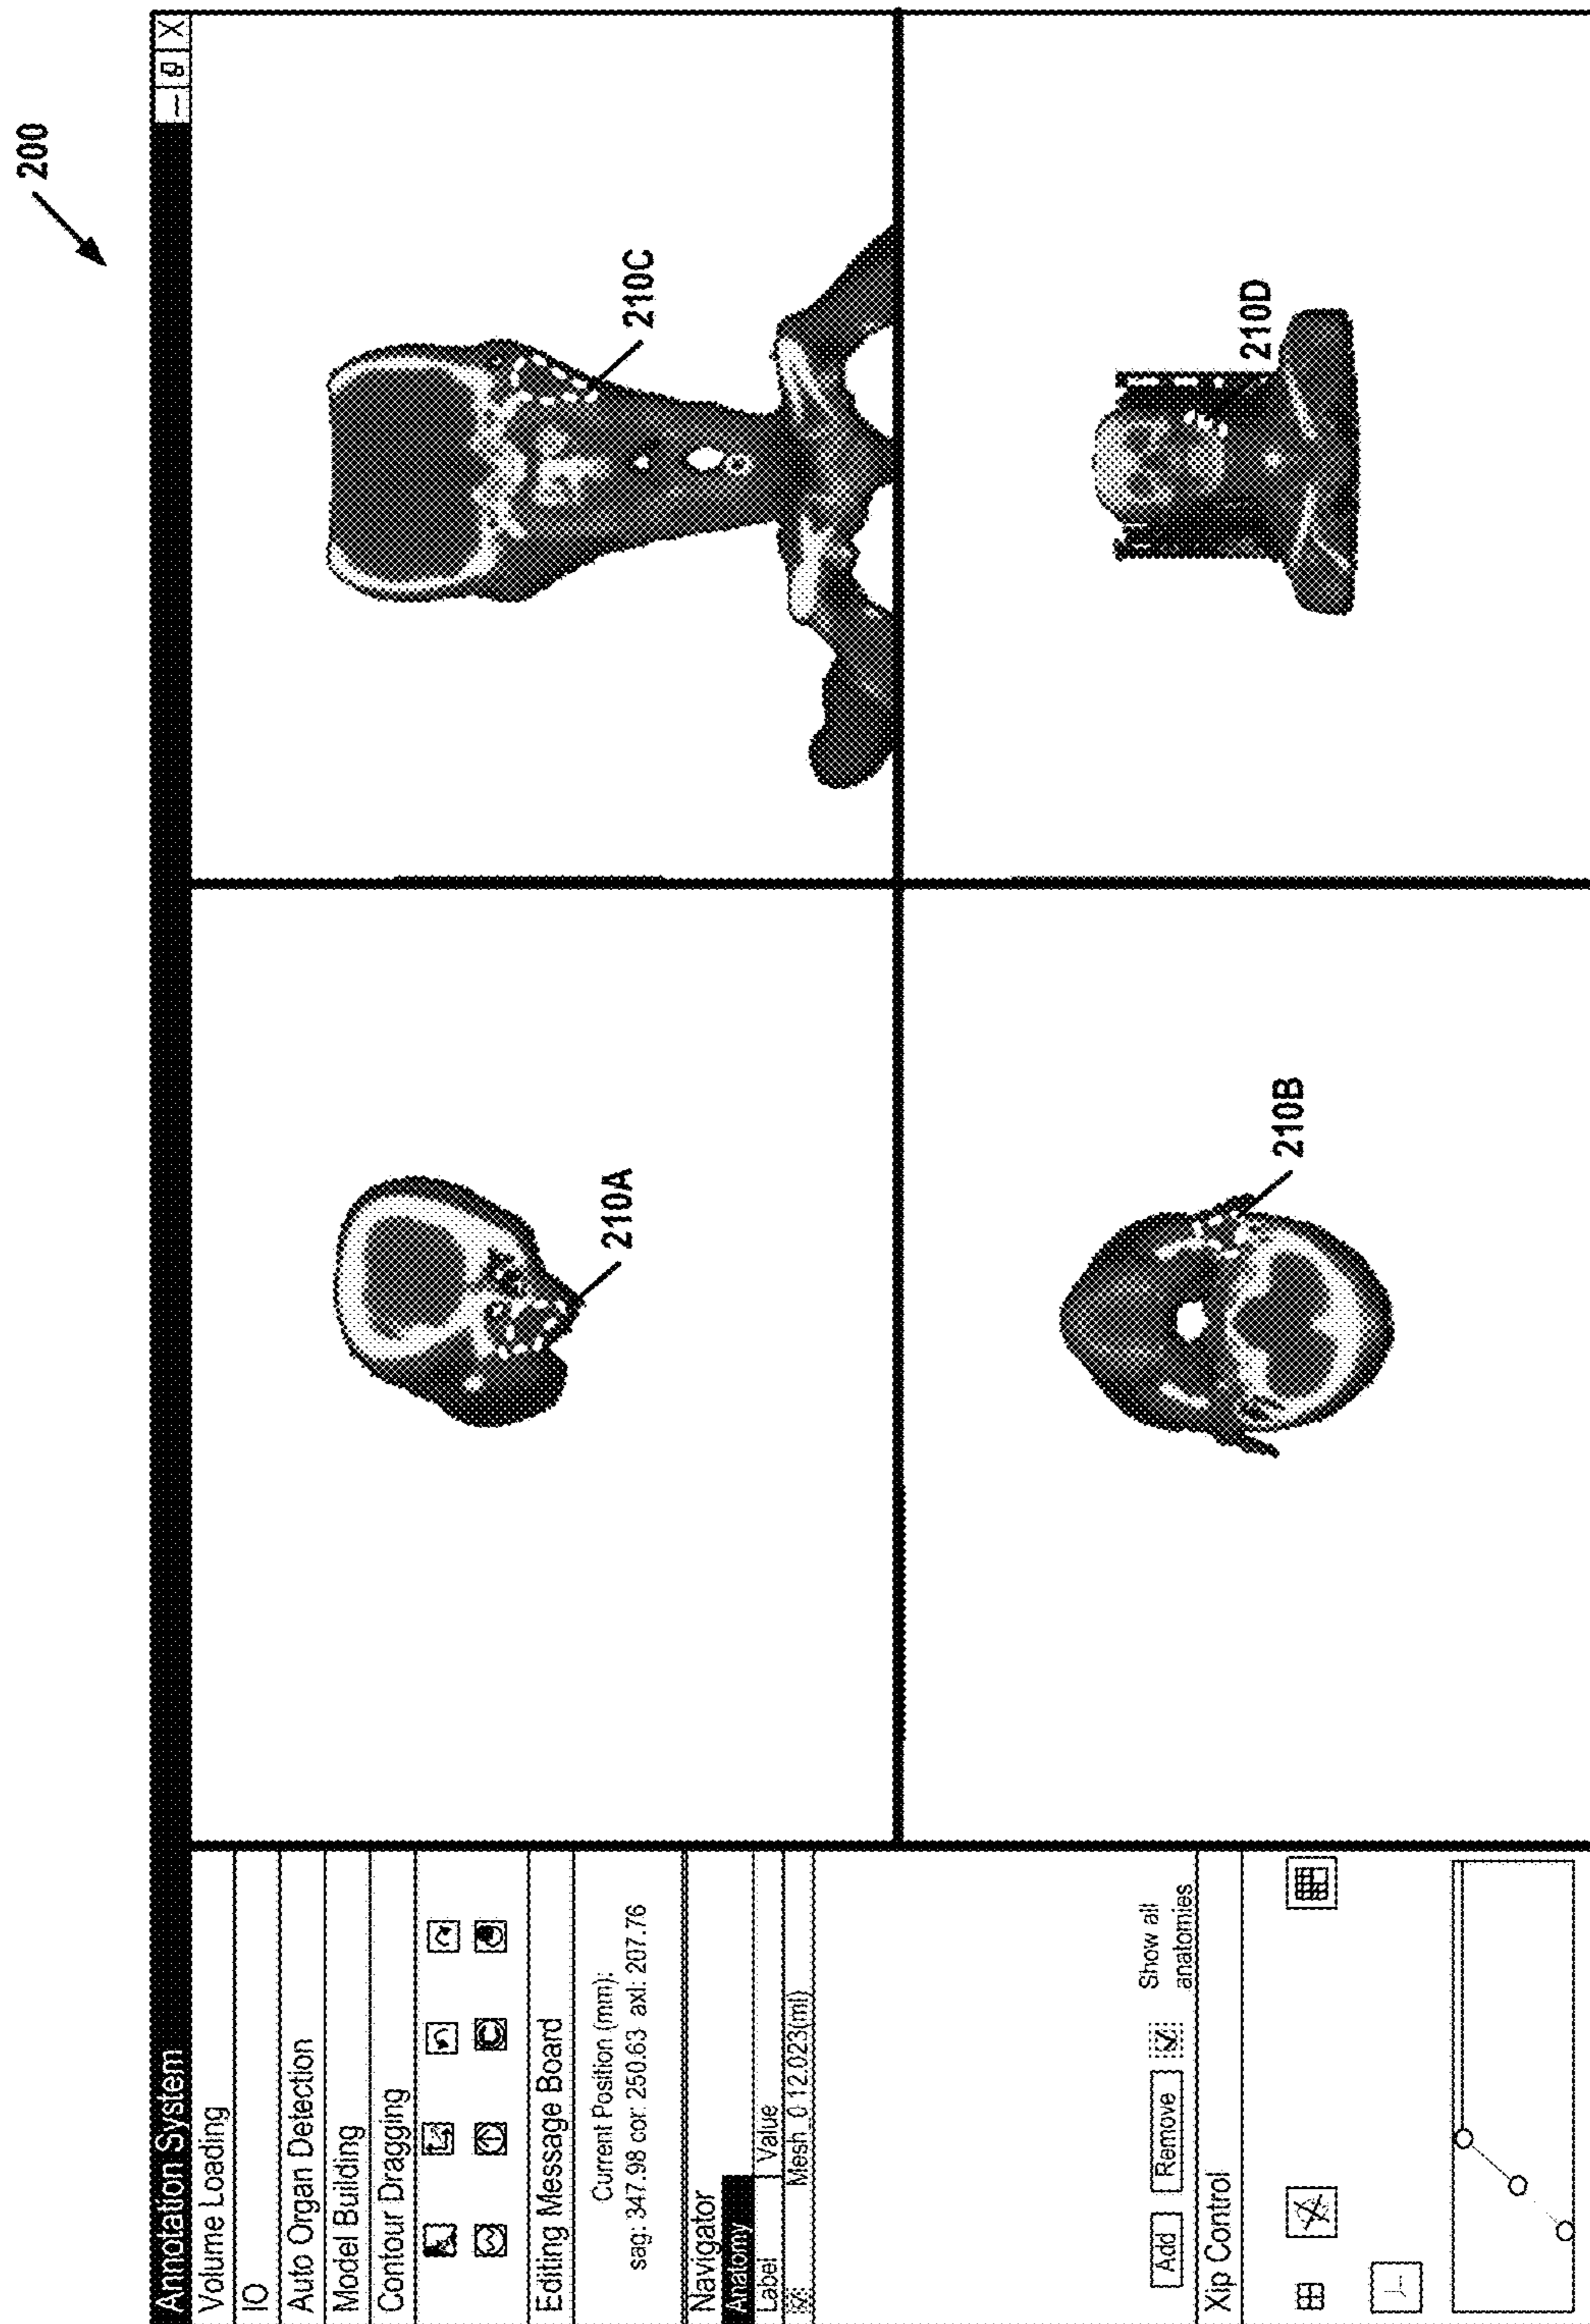 200
Annotation System
Volume Loading
IO
Auto Organ Detection
Model Building
Contour Dragging
Editing Message Board
Current Position (mm):
sag: 347.98 cor: 250.63 axl: 207.76
Navigator
Anatomy
Label Value
Mesh_0 12.023(ml)
Add Remove Show all
anatomies
Xip Control
210A
210C
210B
210D